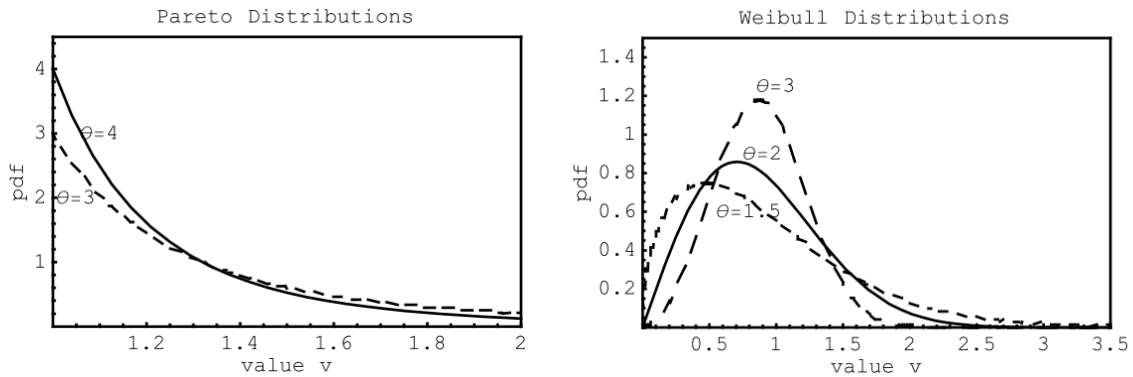 Pareto Distributions
4
3
2
1
pdf
θ=4
θ=3
1.2
1.4
1.6
1.8
2
value v
Weibull Distributions
1.4
1.2
1
0.8
0.6
0.4
0.2
pdf
θ=3
θ=2
θ=1.5
0.5
1
1.5
2
2.5
3
3.5
value v